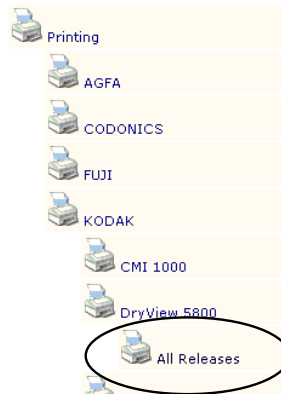 Printing
AGFA
CODONICS
FUJI
KODAK
CMI 1000
DryView 5800
All Releases